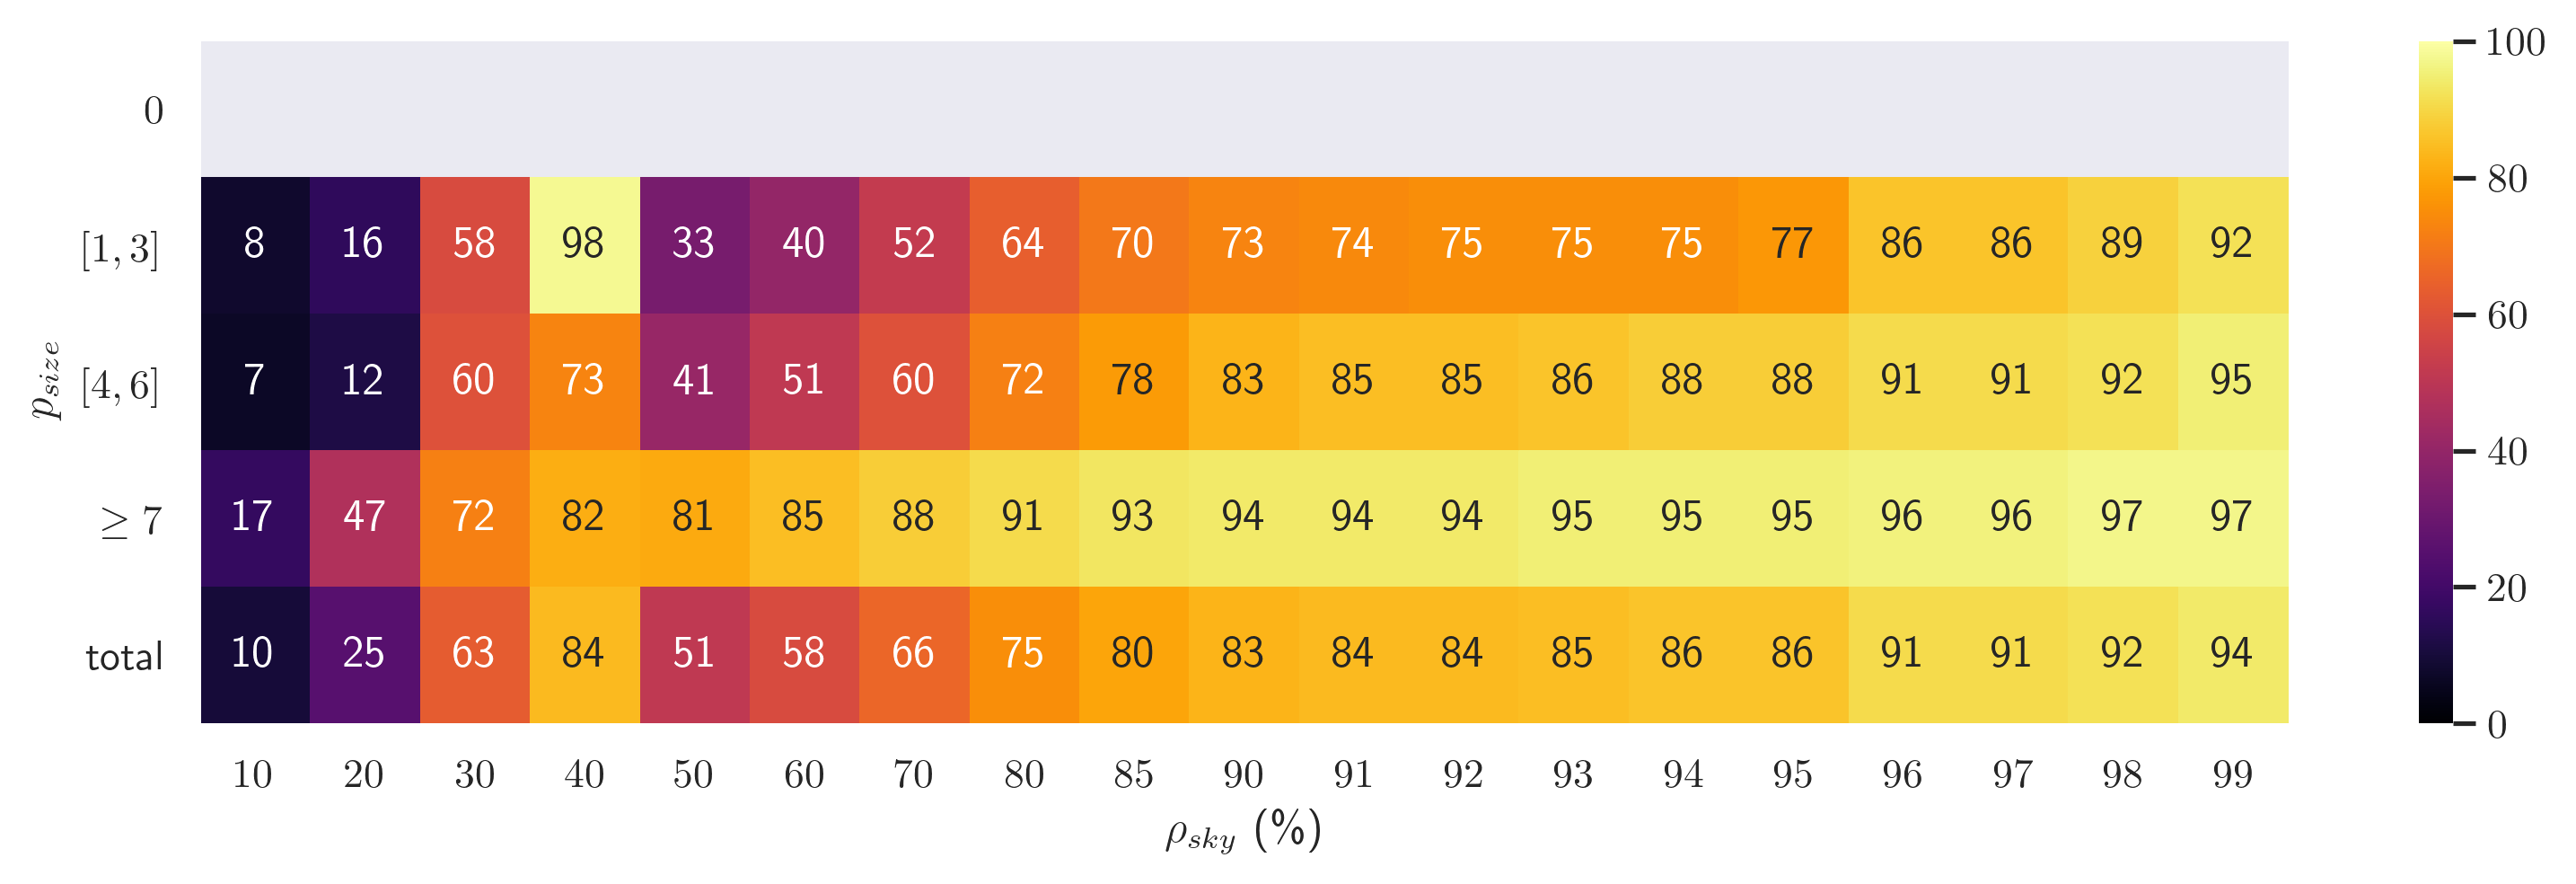 0
[1, 3] 8 16 58 98 33 40 52 64 70 73 74 75 75 75 77 86 86 89 92
[4, 6] 7 12 60 73 41 51 60 72 78 83 85 85 86 88 88 91 91 92 95
≥ 7 17 47 72 82 81 85 88 91 93 94 94 94 95 95 95 96 96 97 97
total 10 25 63 84 51 58 66 75 80 83 84 84 85 86 86 91 91 92 94
10 20 30 40 50 60 70 80 85 90 91 92 93 94 95 96 97 98 99
ρsky (%)
psize
100
80
60
40
20
0